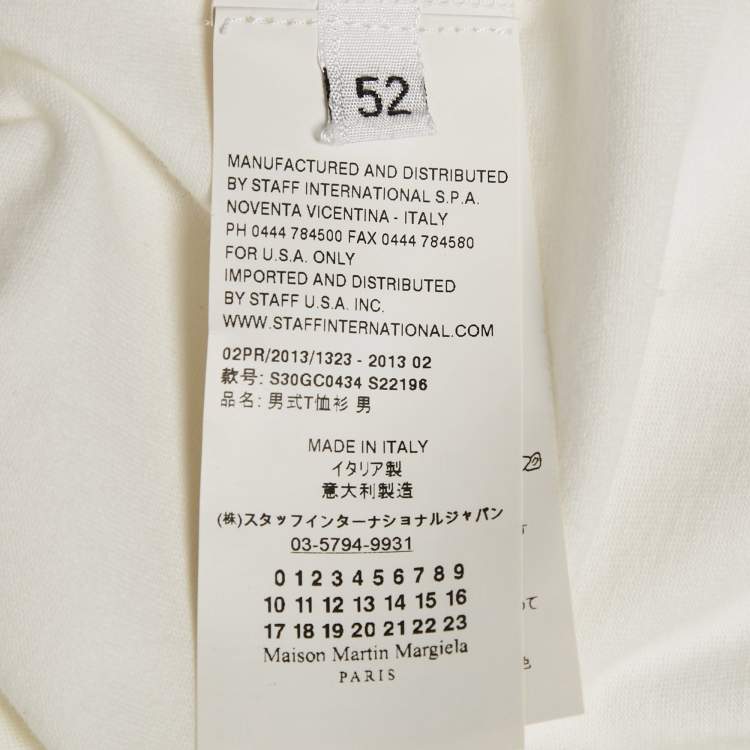 52
MANUFACTURED AND DISTRIBUTED
BY STAFF INTERNATIONAL S.P.A.
NOVENTA VICENTINA - ITALY
PH 0444 784500 FAX 0444 784580
FOR U.S.A. ONLY
IMPORTED AND DISTRIBUTED
BY STAFF U.S.A. INC.
WWW.STAFFINTERNATIONAL.COM
02PR/2013/1323 - 2013 02
款号: S30GC0434 S22196
品名: 男式T恤衫 男
MADE IN ITALY
イタリア製
意大利製造
(株)スタッフインターナショナルジャパン
03-5794-9931
0 1 2 3 4 5 6 7 8 9
10 11 12 13 14 15 16
17 18 19 20 21 22 23
Maison Martin Margiela
PARIS